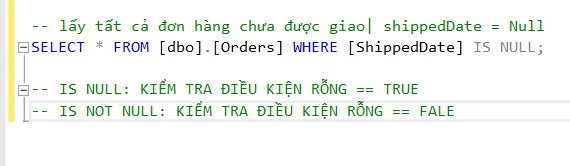 -- lấy tất cả đơn hàng chưa được giao| shippedDate = Null
SELECT * FROM [dbo].[Orders] WHERE [ShippedDate] IS NULL;
-- IS NULL: KIỂM TRA ĐIỀU KIỆN RỖNG == TRUE
-- IS NOT NULL: KIỂM TRA ĐIỀU KIỆN RỖNG == FALE